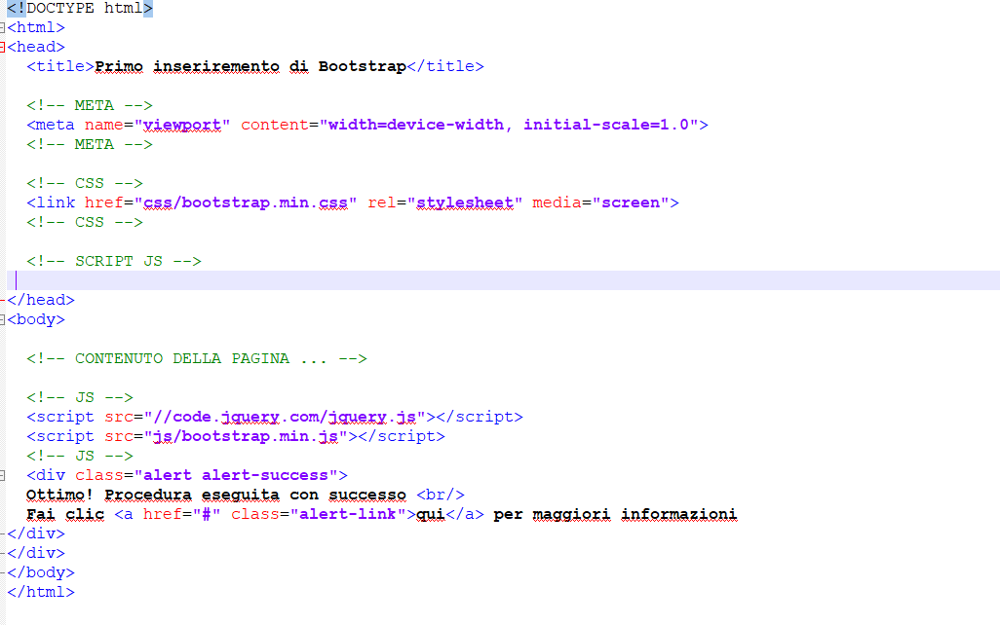 <!DOCTYPE html>
<html>
<head>
<title>Primo inseriremento di Bootstrap</title>
<!-- META -->
<meta name="viewport" content="width=device-width, initial-scale=1.0">
<!-- META -->
<!-- CSS -->
<link href="css/bootstrap.min.css" rel="stylesheet" media="screen">
<!-- CSS -->
<!-- SCRIPT JS -->
</head>
<body>
<!-- CONTENUTO DELLA PAGINA ... -->
<!-- JS -->
<script src="//code.jquery.com/jquery.js"></script>
<script src="js/bootstrap.min.js"></script>
<!-- JS -->
<div class="alert alert-success">
Ottimo! Procedura eseguita con successo <br/>
Fai clic <a href="#" class="alert-link">qui</a> per maggiori informazioni
</div>
</div>
</body>
</html>